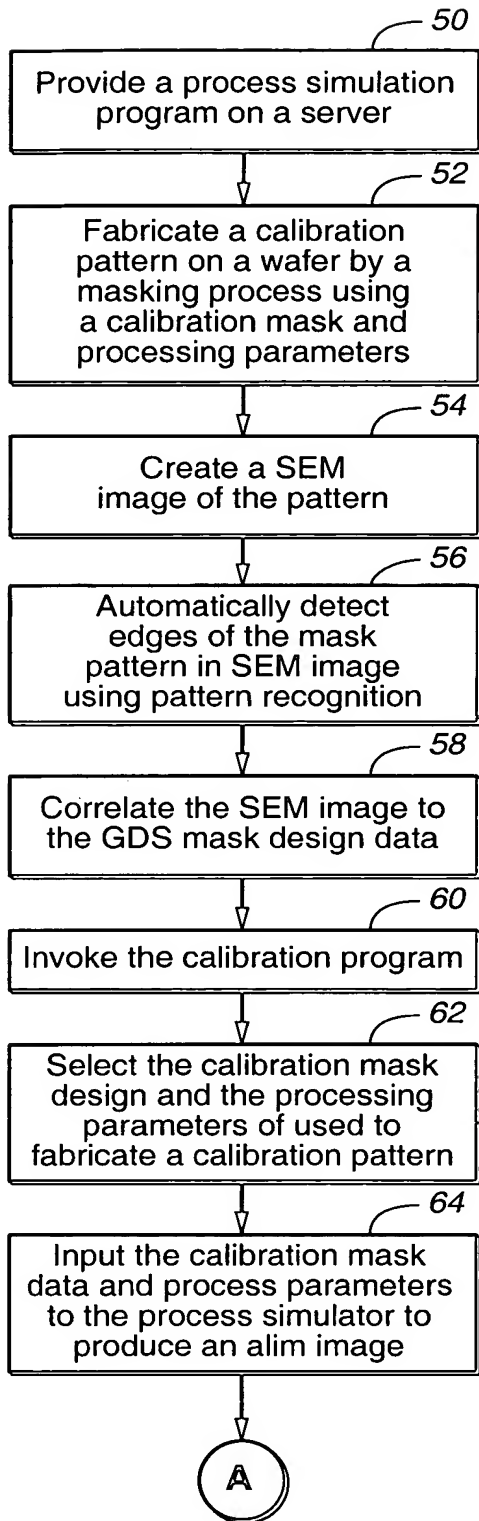 50
Provide a process simulation
program on a server
52
Fabricate a calibration
pattern on a wafer by a
masking process using
a calibration mask and
processing parameters
54
Create a SEM
image of the pattern
56
Automatically detect
edges of the mask
pattern in SEM image
using pattern recognition
58
Correlate the SEM image to
the GDS mask design data
60
Invoke the calibration program
62
Select the calibration mask
design and the processing
parameters of used to
fabricate a calibration pattern
64
Input the calibration mask
data and process parameters
to the process simulator to
produce an alim image
A